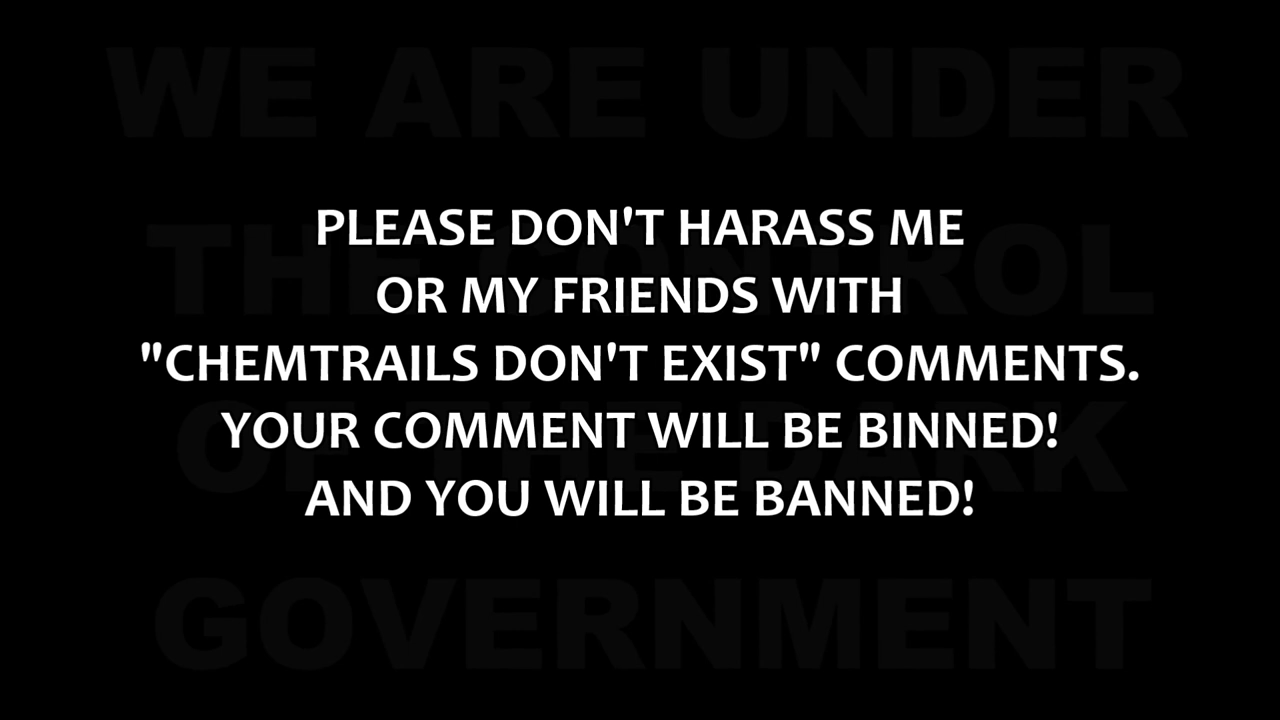 WE ARE UNDER
PLEASE DON'T HARASS ME
THE CONTROL
OR MY FRIENDS WITH
"CHEMTRAILS DON'T EXIST" COMMENTS.
OF THE DARK
YOUR COMMENT WILL BE BINNED!
AND YOU WILL BE BANNED!
GOVERNMENT